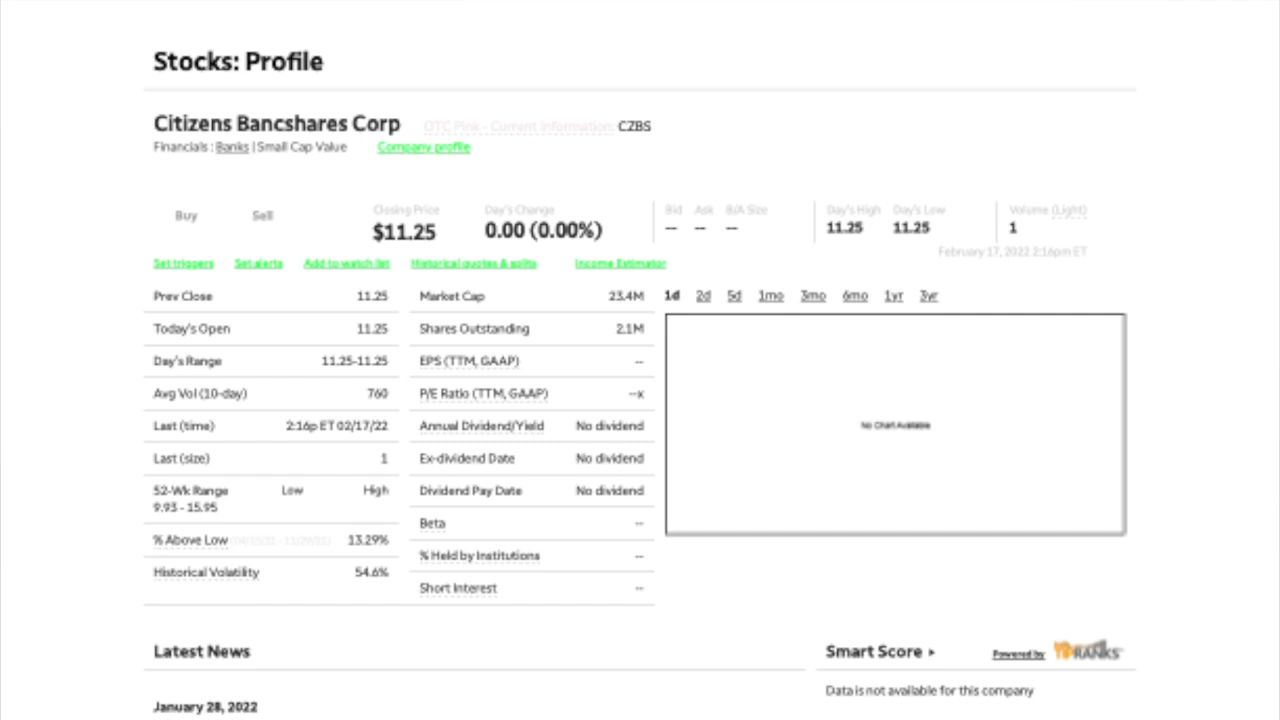 Stocks: Profile
Citizens Bancshares Corp OTC Pink - Current Information: CZBS
Financials : Banks | Small Cap Value Company profile
Buy Sell
Closing Price Day's Change Bid Ask B/A Size Day's High Day's Low Volume (Light)
$11.25 0.00 (0.00%) -- -- -- 11.25 11.25 1
February 17, 2022 2:16pm ET
Set triggers Set alerts Add to watch list Historical quotes & splits Income Estimator
Prev Close 11.25 Market Cap 23.4M 1d 2d 5d 1mo 3mo 6mo 1yr 3yr
Today's Open 11.25 Shares Outstanding 2.1M
Day's Range 11.25-11.25 EPS (TTM, GAAP) --
Avg Vol (10-day) 760 P/E Ratio (TTM, GAAP) --x
Last (time) 2:16p ET 02/17/22 Annual Dividend/Yield No dividend
No Chart Available
Last (size) 1 Ex-dividend Date No dividend
52-Wk Range Low High Dividend Pay Date No dividend
9.93 - 15.95
Beta --
% Above Low 13.29%
% Held by Institutions --
Historical Volatility 54.6%
Short Interest --
Latest News Smart Score Powered by RANKS
Data is not available for this company
January 28, 2022